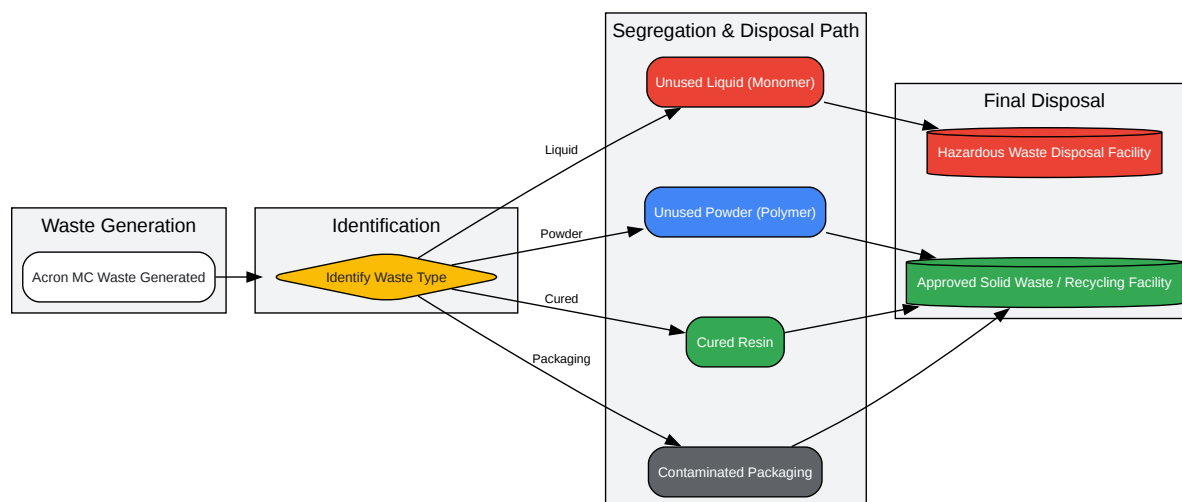 Waste Generation
Acron MC Waste Generated
Identification
Identify Waste Type
Liquid
Powder
Cured
Packaging
Segregation & Disposal Path
Unused Liquid (Monomer)
Unused Powder (Polymer)
Cured Resin
Contaminated Packaging
Final Disposal
Hazardous Waste Disposal Facility
Approved Solid Waste / Recycling Facility